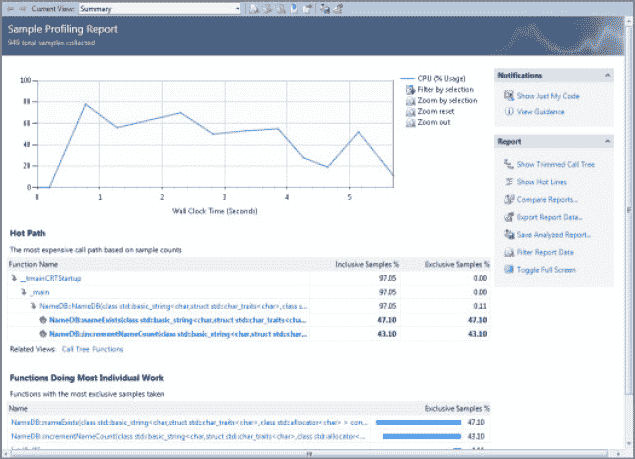 Current View: Summary
Sample Profiling Report
949 total samples collected
100
80
60
40
20
0
0 1 2 3 4 5
Wall Clock Time (Seconds)
CPU (% Usage)
Filter by selection
Zoom by selection
Zoom reset
Zoom out
Notifications
Show Just My Code
View Guidance
Report
Show Trimmed Call Tree
Show Hot Lines
Compare Reports...
Export Report Data...
Save Analyzed Report...
Filter Report Data
Toggle Full Screen
Hot Path
The most expensive call path based on sample counts
Function Name Inclusive Samples % Exclusive Samples %
__tmainCRTStartup 97.05 0.00
_main 97.05 0.00
NameDB::NameDB(class std::basic_string<char,struct std::char_traits<char>,class s... 97.05 0.11
NameDB::nameExists(class std::basic_string<char,struct std::char_traits<cha... 47.10 47.10
NameDB::incrementNameCount(class std::basic_string<char,struct std::char_... 43.10 43.10
Related Views: Call Tree Functions
Functions Doing Most Individual Work
Functions with the most exclusive samples taken
Name Exclusive Samples %
NameDB::nameExists(class std::basic_string<char,struct std::char_traits<char>,class std::allocator<char> > con... 47.10
NameDB::incrementNameCount(class std::basic_string<char,struct std::char_traits<char>,class std::allocator<... 43.10